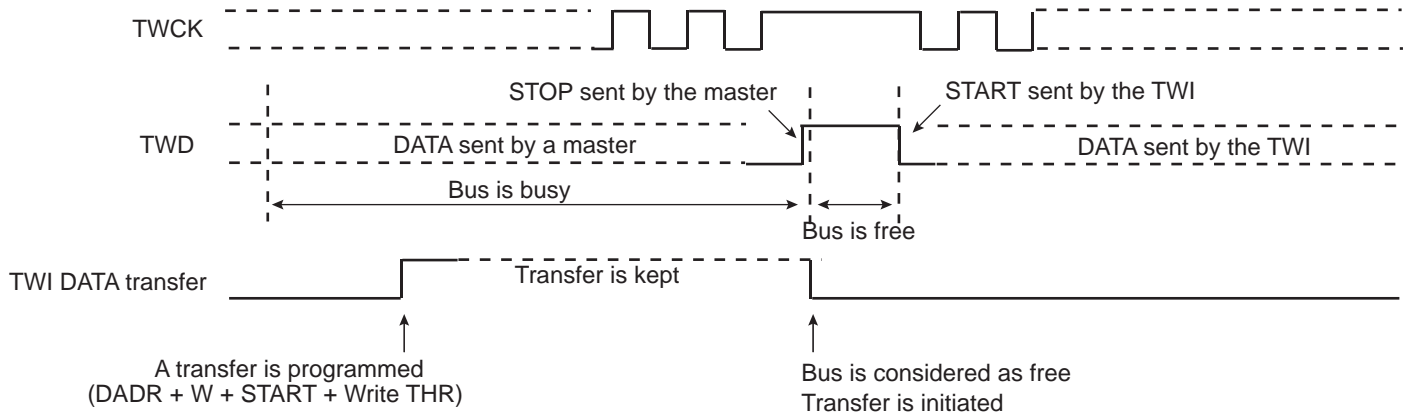 TWCK
STOP sent by the master
START sent by the TWI
TWD
DATA sent by a master
DATA sent by the TWI
Bus is busy
Bus is free
TWI DATA transfer
Transfer is kept
A transfer is programmed
(DADR + W + START + Write THR)
Bus is considered as free
Transfer is initiated